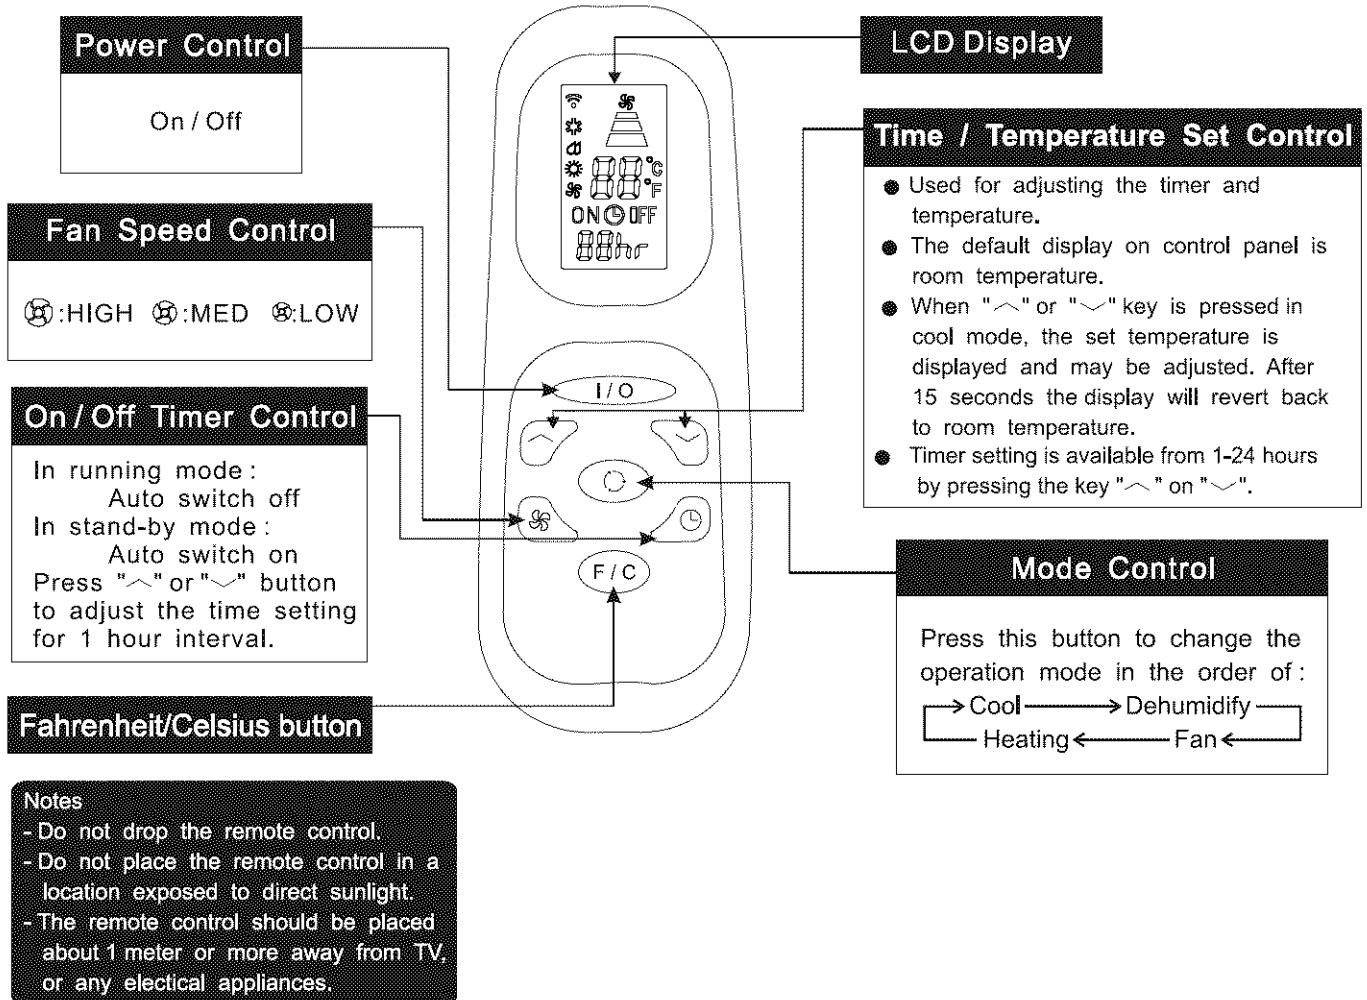 Power Control
On / Off
Fan Speed Control
:HIGH :MED :LOW
On / Off Timer Control
In running mode :
Auto switch off
In stand-by mode :
Auto switch on
Press "︿" or "﹀" button
to adjust the time setting
for 1 hour interval.
Fahrenheit/Celsius button
Notes
- Do not drop the remote control.
- Do not place the remote control in a
location exposed to direct sunlight.
- The remote control should be placed
about 1 meter or more away from TV,
or any electical appliances.
88 °C
°F
ON OFF
88hr
I / O
F / C
LCD Display
Time / Temperature Set Control
● Used for adjusting the timer and
temperature.
● The default display on control panel is
room temperature.
● When "︿" or "﹀" key is pressed in
cool mode, the set temperature is
displayed and may be adjusted. After
15 seconds the display will revert back
to room temperature.
● Timer setting is available from 1-24 hours
by pressing the key "︿" on "﹀".
Mode Control
Press this button to change the
operation mode in the order of :
Cool Dehumidify
Heating Fan